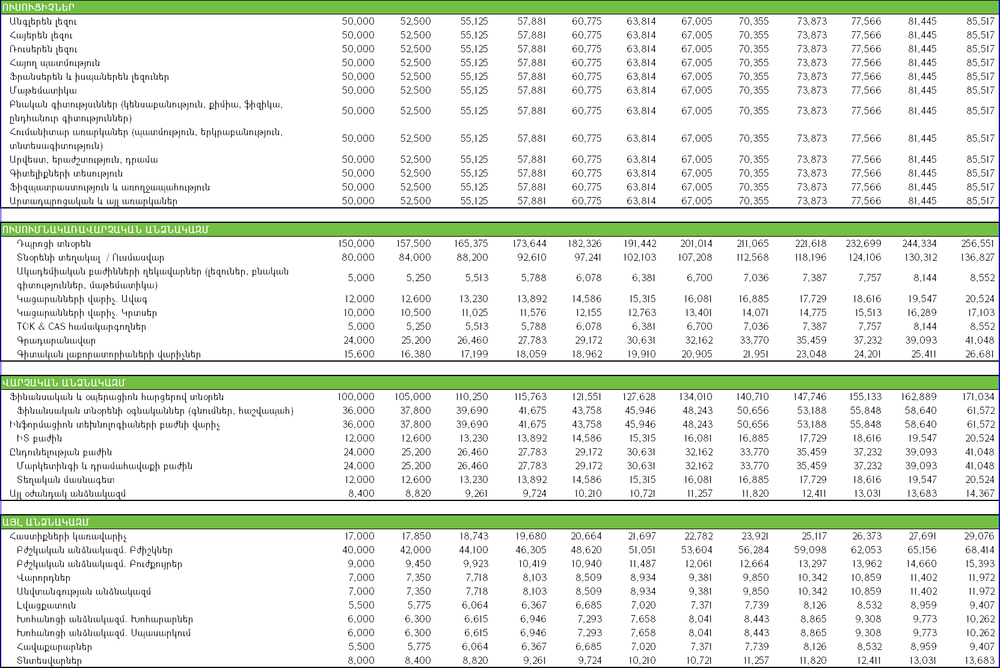 ՈՒՍՈՒՑԻՉՆԵՐ
Անգլերեն լեզու 50,000 52,500 55,125 57,881 60,775 63,814 67,005 70,355 73,873 77,566 81,445 85,517
Հայերեն լեզու 50,000 52,500 55,125 57,881 60,775 63,814 67,005 70,355 73,873 77,566 81,445 85,517
Ռուսերեն լեզու 50,000 52,500 55,125 57,881 60,775 63,814 67,005 70,355 73,873 77,566 81,445 85,517
Հայող պատմություն 50,000 52,500 55,125 57,881 60,775 63,814 67,005 70,355 73,873 77,566 81,445 85,517
Ֆրանսերեն և իսպաներեն լեզուներ 50,000 52,500 55,125 57,881 60,775 63,814 67,005 70,355 73,873 77,566 81,445 85,517
Մաթեմատիկա 50,000 52,500 55,125 57,881 60,775 63,814 67,005 70,355 73,873 77,566 81,445 85,517
Բնական գիտությսւններ (կենսաբանություն, քիմիա, ֆիզիկա,
ընդհանուր գիտություններ) 50,000 52,500 55,125 57,881 60,775 63,814 67,005 70,355 73,873 77,566 81,445 85,517
Հումանիտար առարկաներ (պատմություն, երկրաբանություն,
տնտեսագիտություն) 50,000 52,500 55,125 57,881 60,775 63,814 67,005 70,355 73,873 77,566 81,445 85,517
Արվեստ, երաժշտություն, դրամա 50,000 52,500 55,125 57,881 60,775 63,814 67,005 70,355 73,873 77,566 81,445 85,517
Գիտելիքների տեսություն 50,000 52,500 55,125 57,881 60,775 63,814 67,005 70,355 73,873 77,566 81,445 85,517
Ֆիզպատրաստություն և առողջապահություն 50,000 52,500 55,125 57,881 60,775 63,814 67,005 70,355 73,873 77,566 81,445 85,517
Արտադպրոցական և այլ առարկաներ 50,000 52,500 55,125 57,881 60,775 63,814 67,005 70,355 73,873 77,566 81,445 85,517
ՈՒՍՈՒՄՆԱԿԱՌԱՎԱՐՉԱԿԱՆ ԱՆՁՆԱԿԱԶՄ
Դպրոցի տնօրեն 150,000 157,500 165,375 173,644 182,326 191,442 201,014 211,065 221,618 232,699 244,334 256,551
Տնօրենի տեղակալ / Ուսմասվար 80,000 84,000 88,200 92,610 97,241 102,103 107,208 112,568 118,196 124,106 130,312 136,827
Ակադեմիական բաժինների ղեկավարներ (լեզուներ, բնական
գիտություններ, մաթեմատիկա) 5,000 5,250 5,513 5,788 6,078 6,381 6,700 7,036 7,387 7,757 8,144 8,552
Կացարանների վարիչ. Ավագ 12,000 12,600 13,230 13,892 14,586 15,315 16,081 16,885 17,729 18,616 19,547 20,524
Կացարանների վարիչ. Կրտսեր 10,000 10,500 11,025 11,576 12,155 12,763 13,401 14,071 14,775 15,513 16,289 17,103
TOK & CAS համակարգողներ 5,000 5,250 5,513 5,788 6,078 6,381 6,700 7,036 7,387 7,757 8,144 8,552
Գրադարանավար 24,000 25,200 26,460 27,783 29,172 30,631 32,162 33,770 35,459 37,232 39,093 41,048
Գիտական լաբորատորիաների վարիչներ 15,600 16,380 17,199 18,059 18,962 19,910 20,905 21,951 23,048 24,201 25,411 26,681
ՎԱՐՉԱԿԱՆ ԱՆՁՆԱԿԱԶՄ
Ֆինանսական և օպերացիոն հարցերով տնօրեն 100,000 105,000 110,250 115,763 121,551 127,628 134,010 140,710 147,746 155,133 162,889 171,034
Ֆինանսական տնօրենի օգնականներ (գնումներ, հաշվապահ) 36,000 37,800 39,690 41,675 43,758 45,946 48,243 50,656 53,188 55,848 58,640 61,572
Ինֆորմացիոն տեխնոլոգիաների բաժնի վարիչ 36,000 37,800 39,690 41,675 43,758 45,946 48,243 50,656 53,188 55,848 58,640 61,572
ԻՏ բաժին 12,000 12,600 13,230 13,892 14,586 15,315 16,081 16,885 17,729 18,616 19,547 20,524
Ընդունելության բաժին 24,000 25,200 26,460 27,783 29,172 30,631 32,162 33,770 35,459 37,232 39,093 41,048
Մարկետինգի և դրամահավաքի բաժին 24,000 25,200 26,460 27,783 29,172 30,631 32,162 33,770 35,459 37,232 39,093 41,048
Տեղական մասնագետ 12,000 12,600 13,230 13,892 14,586 15,315 16,081 16,885 17,729 18,616 19,547 20,524
Այլ օժանդակ անձնակազմ 8,400 8,820 9,261 9,724 10,210 10,721 11,257 11,820 12,411 13,031 13,683 14,367
ԱՅԼ ԱՆՁՆԱԿԱԶՄ
Հաստիքների կառավարիչ 17,000 17,850 18,743 19,680 20,664 21,697 22,782 23,921 25,117 26,373 27,691 29,076
Բժշկական անձնակազմ. Բժիշկներ 40,000 42,000 44,100 46,305 48,620 51,051 53,604 56,284 59,098 62,053 65,156 68,414
Բժշկական անձնակազմ. Բուժքույրեր 9,000 9,450 9,923 10,419 10,940 11,487 12,061 12,664 13,297 13,962 14,660 15,393
Վարորդներ 7,000 7,350 7,718 8,103 8,509 8,934 9,381 9,850 10,342 10,859 11,402 11,972
Անվտանգության անձնակազմ 7,000 7,350 7,718 8,103 8,509 8,934 9,381 9,850 10,342 10,859 11,402 11,972
Լվացքատուն 5,500 5,775 6,064 6,367 6,685 7,020 7,371 7,739 8,126 8,532 8,959 9,407
Խոհանոցի անձնակազմ. Խոհարարներ 6,000 6,300 6,615 6,946 7,293 7,658 8,041 8,443 8,865 9,308 9,773 10,262
Խոհանոցի անձնակազմ. Սպասարկում 6,000 6,300 6,615 6,946 7,293 7,658 8,041 8,443 8,865 9,308 9,773 10,262
Հավաքարարներ 5,500 5,775 6,064 6,367 6,685 7,020 7,371 7,739 8,126 8,532 8,959 9,407
Տնտեսվարներ 8,000 8,400 8,820 9,261 9,724 10,210 10,721 11,257 11,820 12,411 13,031 13,683